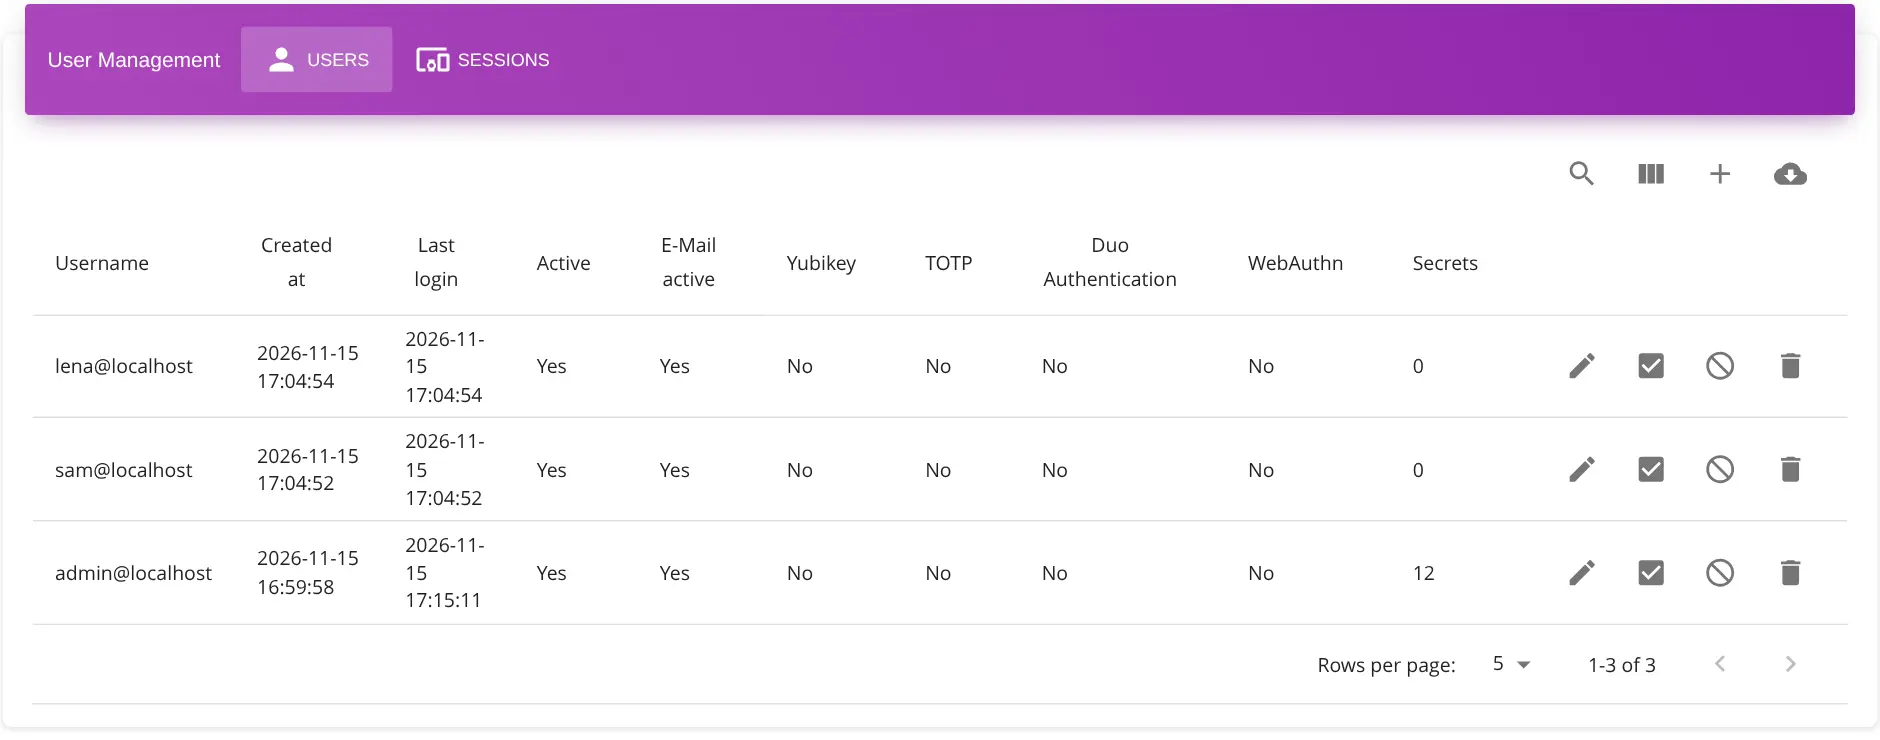 User Management USERS SESSIONS
Username Created at Last login Active E-Mail active Yubikey TOTP Duo Authentication WebAuthn Secrets
lena@localhost 2026-11-15 17:04:54 2026-11-15 17:04:54 Yes Yes No No No No 0
sam@localhost 2026-11-15 17:04:52 2026-11-15 17:04:52 Yes Yes No No No No 0
admin@localhost 2026-11-15 16:59:58 2026-11-15 17:15:11 Yes Yes No No No No 12
Rows per page: 5 1-3 of 3